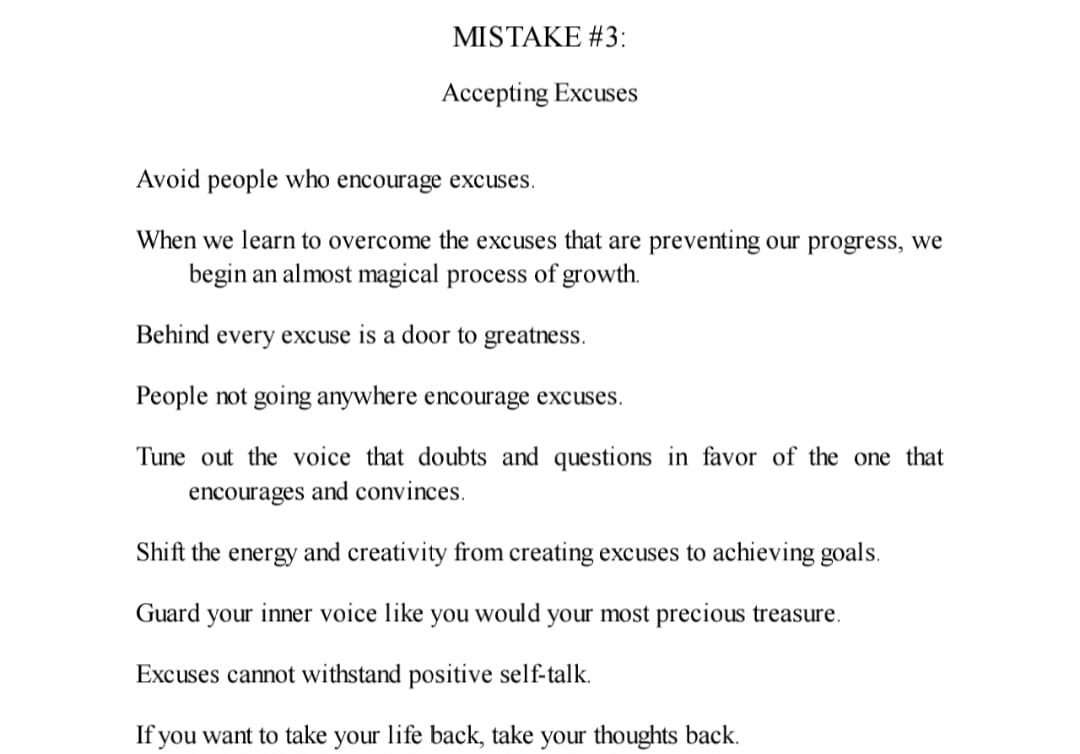 MISTAKE #3:
Accepting Excuses
Avoid people who encourage excuses.
When we learn to overcome the excuses that are preventing our progress, we
begin an almost magical process of growth.
Behind every excuse is a door to greatness.
People not going anywhere encourage excuses.
Tune out the voice that doubts and questions in favor of the one that
encourages and convinces.
Shift the energy and creativity from creating excuses to achieving goals.
Guard your inner voice like you would your most precious treasure.
Excuses cannot withstand positive self-talk.
If you want to take your life back, take your thoughts back.